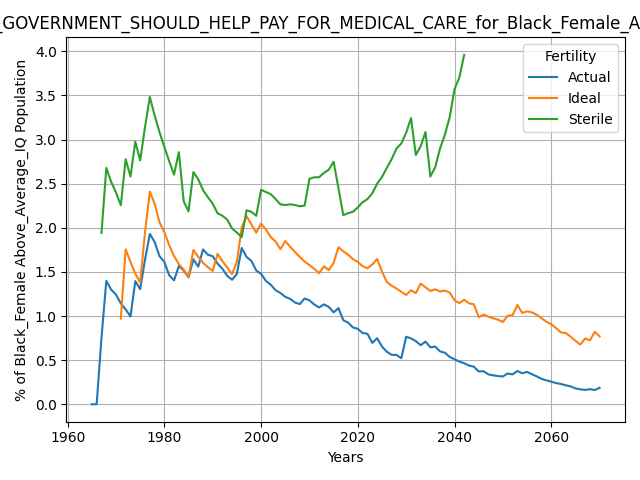 _GOVERNMENT_SHOULD_HELP_PAY_FOR_MEDICAL_CARE_for_Black_Female_A
% of Black_Female Above_Average_IQ Population
4.0
3.5
3.0
2.5
2.0
1.5
1.0
0.5
0.0
Fertility
Actual
Ideal
Sterile
1960 1980 2000 2020 2040 2060
Years